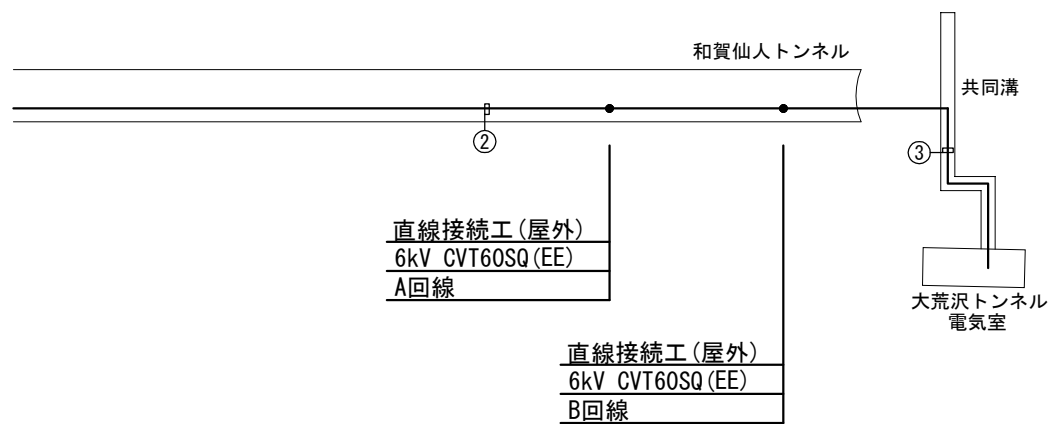 和賀仙人トンネル
共同溝
②
③
直線接続工(屋外)
6kV CVT60SQ(EE)
A回線
大荒沢トンネル
電気室
直線接続工(屋外)
6kV CVT60SQ(EE)
B回線